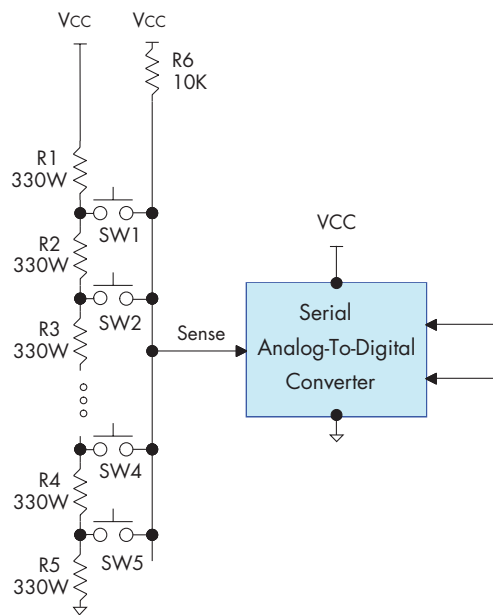 VCC
VCC
R6
10K
R1
330W
SW1
R2
330W
VCC
SW2
R3
330W
Sense
Serial
Analog-To-Digital
Converter
SW4
R4
330W
SW5
R5
330W